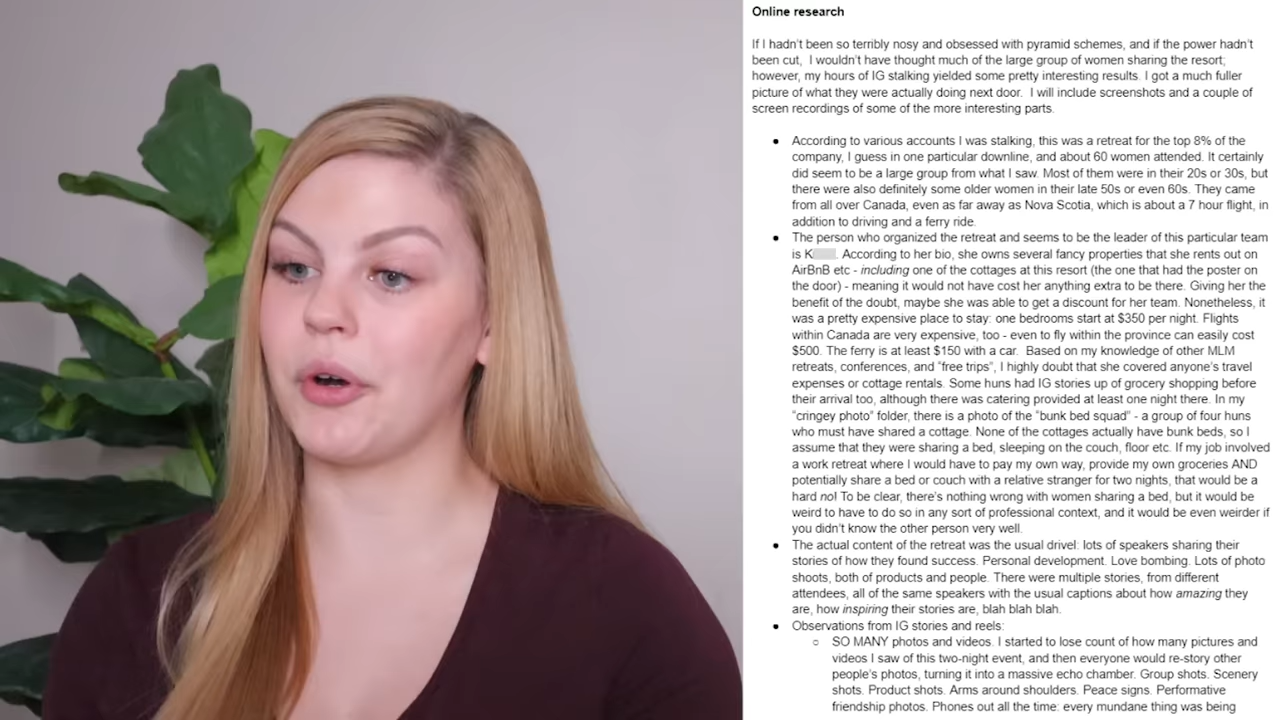 Online research
If I hadn't been so terribly nosy and obsessed with pyramid schemes, and if the power hadn't
been cut, I wouldn't have thought much of the large group of women sharing the resort;
however, my hours of IG stalking yielded some pretty interesting results. I got a much fuller
picture of what they were actually doing next door. I will include screenshots and a couple of
screen recordings of some of the more interesting parts.
● According to various accounts I was stalking, this was a retreat for the top 8% of the
company, I guess in one particular downline, and about 60 women attended. It certainly
did seem to be a large group from what I saw. Most of them were in their 20s or 30s, but
there were also definitely some older women in their late 50s or even 60s. They came
from all over Canada, even as far away as Nova Scotia, which is about a 7 hour flight, in
addition to driving and a ferry ride.
● The person who organized the retreat and seems to be the leader of this particular team
is K . According to her bio, she owns several fancy properties that she rents out on
AirBnB etc - including one of the cottages at this resort (the one that had the poster on
the door) - meaning it would not have cost her anything extra to be there. Giving her the
benefit of the doubt, maybe she was able to get a discount for her team. Nonetheless, it
was a pretty expensive place to stay: one bedrooms start at $350 per night. Flights
within Canada are very expensive, too - even to fly within the province can easily cost
$500. The ferry is at least $150 with a car. Based on my knowledge of other MLM
retreats, conferences, and “free trips”, I highly doubt that she covered anyone's travel
expenses or cottage rentals. Some huns had IG stories up of grocery shopping before
their arrival too, although there was catering provided at least one night there. In my
“cringey photo” folder, there is a photo of the “bunk bed squad” - a group of four huns
who must have shared a cottage. None of the cottages actually have bunk beds, so I
assume that they were sharing a bed, sleeping on the couch, floor etc. If my job involved
a work retreat where I would have to pay my own way, provide my own groceries AND
potentially share a bed or couch with a relative stranger for two nights, that would be a
hard no! To be clear, there's nothing wrong with women sharing a bed, but it would be
weird to have to do so in any sort of professional context, and it would be even weirder if
you didn't know the other person very well.
● The actual content of the retreat was the usual drivel: lots of speakers sharing their
stories of how they found success. Personal development. Love bombing. Lots of photo
shoots, both of products and people. There were multiple stories, from different
attendees, all of the same speakers with the usual captions about how amazing they
are, how inspiring their stories are, blah blah blah.
● Observations from IG stories and reels:
○ SO MANY photos and videos. I started to lose count of how many pictures and
videos I saw of this two-night event, and then everyone would re-story other
people's photos, turning it into a massive echo chamber. Group shots. Scenery
shots. Product shots. Arms around shoulders. Peace signs. Performative
friendship photos. Phones out all the time: every mundane thing was being